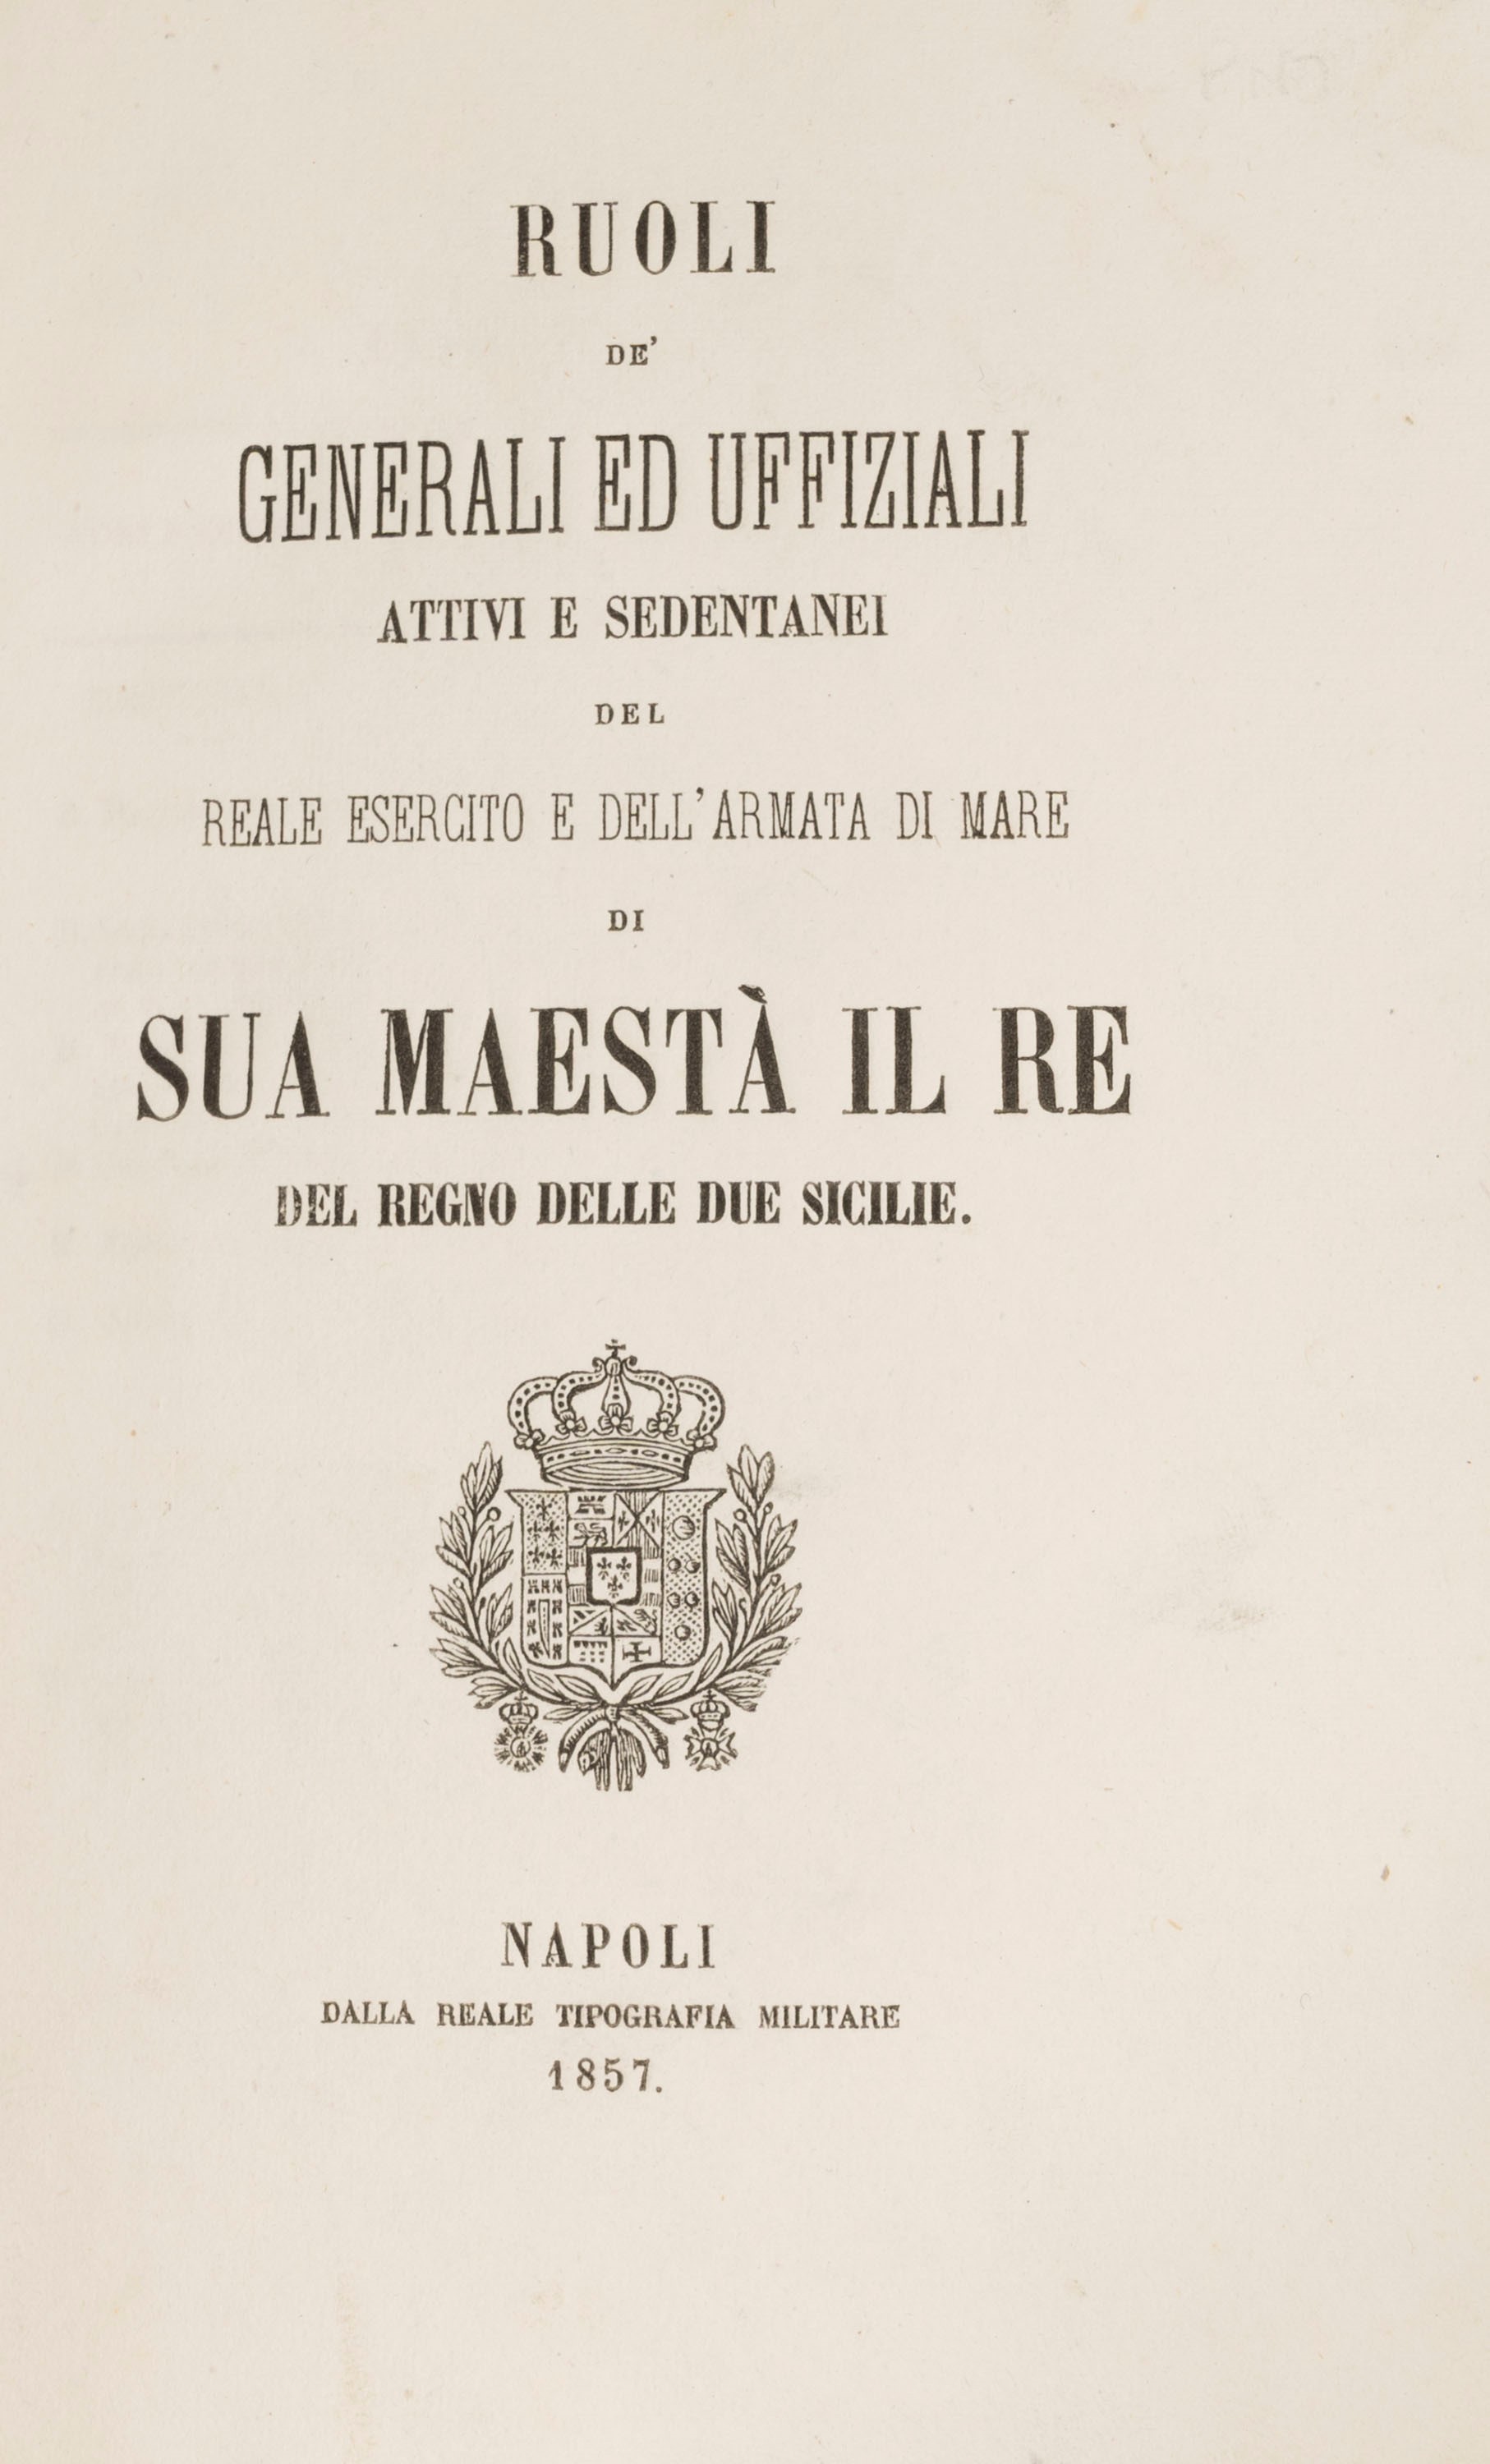 RUOLI
DE'
GENERALI ED UFFIZIALI
ATTIVI E SEDENTANEI
DEL
REALE ESERCITO E DELL'ARMATA DI MARE
DI
SUA MAESTÀ IL RE
DEL REGNO DELLE DUE SICILIE.
NAPOLI
DALLA REALE TIPOGRAFIA MILITARE
1857.